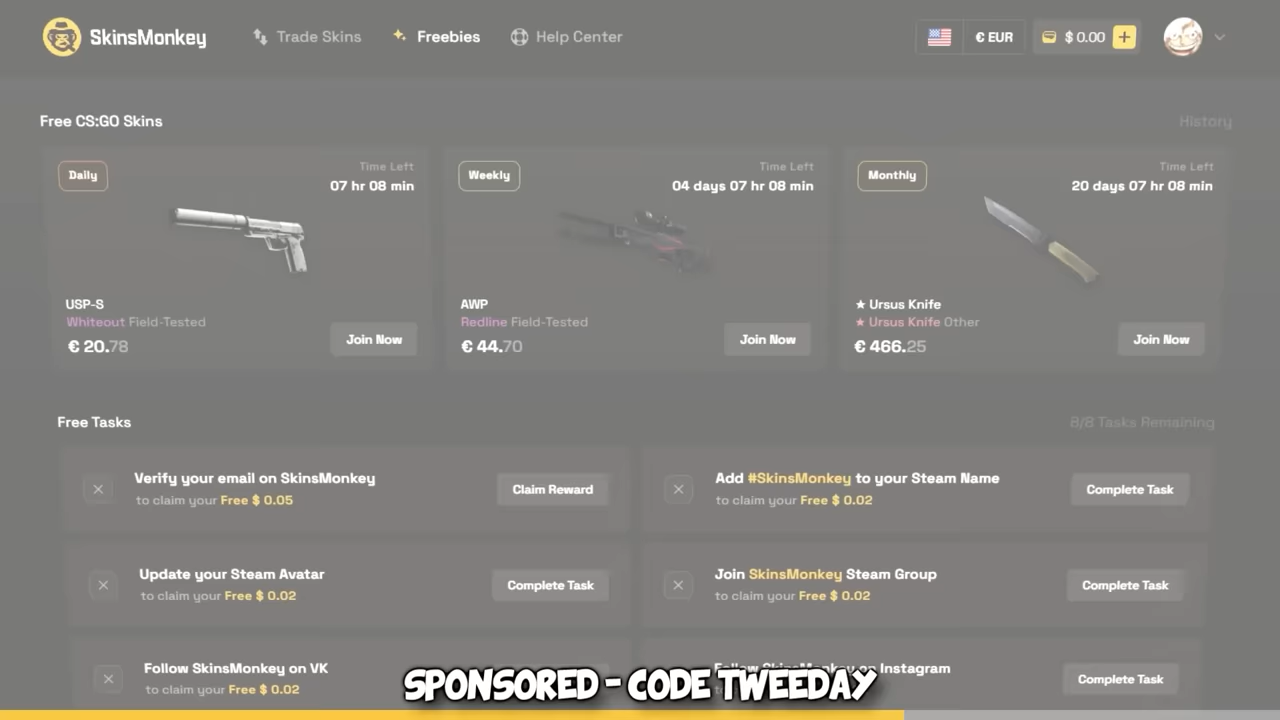 SkinsMonkey
Trade Skins
Freebies
Help Center
€ EUR
$ 0.00
+
Free CS:GO Skins
History
Daily
Time Left
07 hr 08 min
USP-S
Whiteout Field-Tested
€ 20.78
Join Now
Weekly
Time Left
04 days 07 hr 08 min
AWP
Redline Field-Tested
€ 44.70
Join Now
Monthly
Time Left
20 days 07 hr 08 min
★ Ursus Knife
★ Ursus Knife Other
€ 466.25
Join Now
Free Tasks
8/8 Tasks Remaining
Verify your email on SkinsMonkey
to claim your Free $ 0.05
Claim Reward
Add #SkinsMonkey to your Steam Name
to claim your Free $ 0.02
Complete Task
Update your Steam Avatar
to claim your Free $ 0.02
Complete Task
Join SkinsMonkey Steam Group
to claim your Free $ 0.02
Complete Task
Follow SkinsMonkey on VK
to claim your Free $ 0.02
Follow SkinsMonkey on Instagram
Complete Task
SPONSORED - CODE TWEEDAY